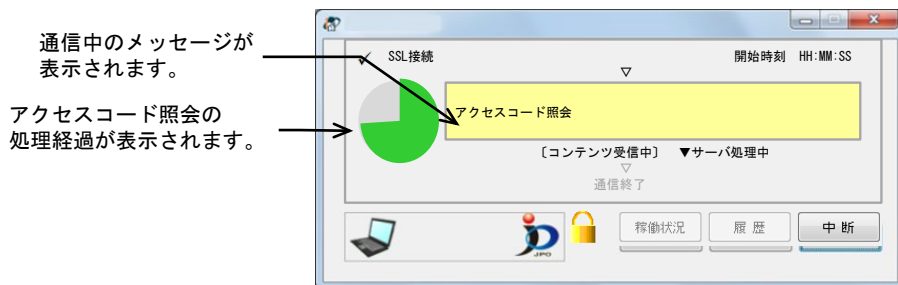 通信中のメッセージが
表示されます。
アクセスコード照会の
処理経過が表示されます。
✓ SSL接続 開始時刻 HH:MM:SS
▽
アクセスコード照会
〔コンテンツ受信中〕 ▼サーバ処理中
▽
通信終了
JPO
稼働状況 履 歴 中 断